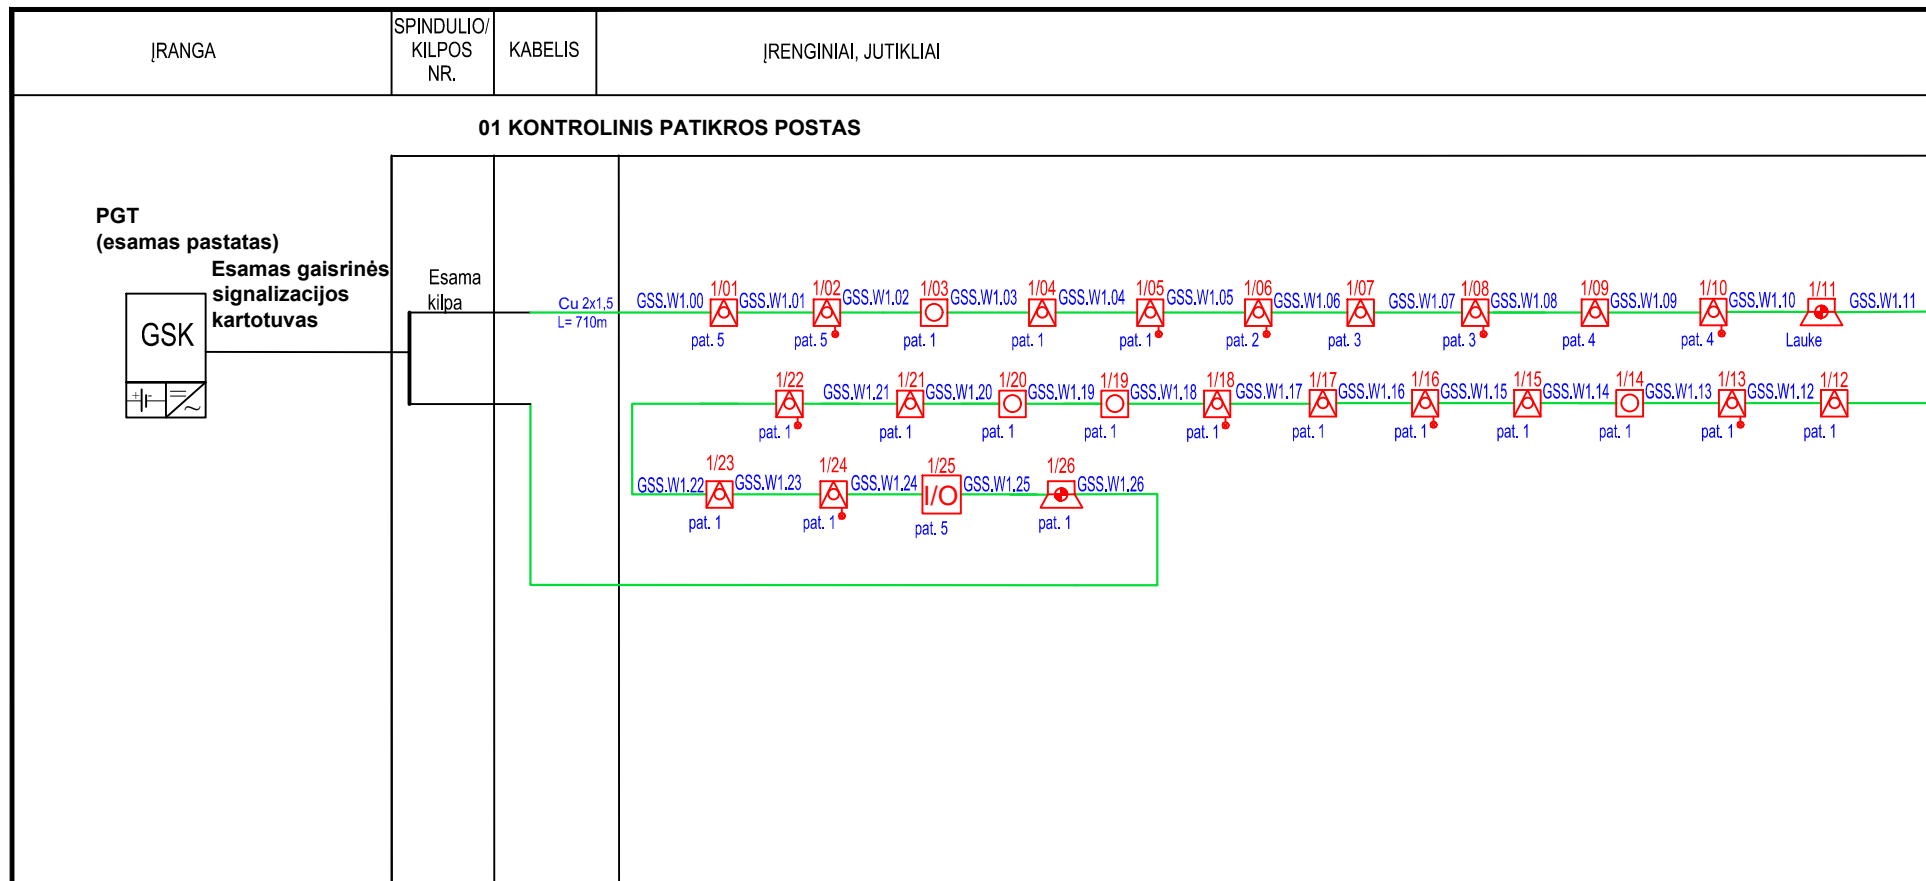 ĮRANGA
SPINDULIO/
KILPOS
NR.
KABELIS
ĮRENGINIAI, JUTIKLIAI
01 KONTROLINIS PATIKROS POSTAS
PGT
(esamas pastatas)
Esamas gaisrinės
signalizacijos
kartotuvas
GSK
Esama
kilpa
Cu 2x1,5
L= 710m
1/01 1/02 1/03 1/04 1/05 1/06 1/07 1/08 1/09 1/10 1/11
GSS.W1.00 GSS.W1.01 GSS.W1.02 GSS.W1.03 GSS.W1.04 GSS.W1.05 GSS.W1.06 GSS.W1.07 GSS.W1.08 GSS.W1.09 GSS.W1.10 GSS.W1.11
pat. 5 pat. 5 pat. 1 pat. 1 pat. 1 pat. 2 pat. 3 pat. 3 pat. 4 pat. 4 Lauke
1/22 1/21 1/20 1/19 1/18 1/17 1/16 1/15 1/14 1/13 1/12
GSS.W1.21 GSS.W1.20 GSS.W1.19 GSS.W1.18 GSS.W1.17 GSS.W1.16 GSS.W1.15 GSS.W1.14 GSS.W1.13 GSS.W1.12
pat. 1 pat. 1 pat. 1 pat. 1 pat. 1 pat. 1 pat. 1 pat. 1 pat. 1 pat. 1 pat. 1
1/23 1/24 1/25 1/26
GSS.W1.22 GSS.W1.23 GSS.W1.24 I/O GSS.W1.25 GSS.W1.26
pat. 1 pat. 1 pat. 5 pat. 1